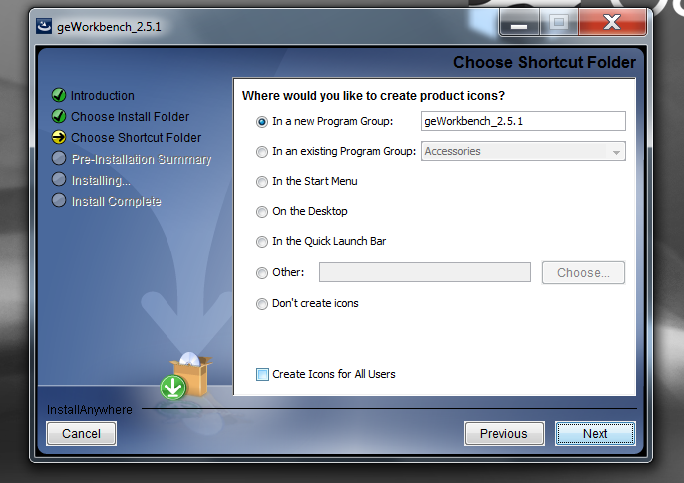 geWorkbench_2.5.1
Choose Shortcut Folder
Introduction
Choose Install Folder
Choose Shortcut Folder
Pre-Installation Summary
Installing...
Install Complete
Where would you like to create product icons?
In a new Program Group: geWorkbench_2.5.1
In an existing Program Group: Accessories
In the Start Menu
On the Desktop
In the Quick Launch Bar
Other: Choose...
Don't create icons
Create Icons for All Users
InstallAnywhere
Cancel Previous Next